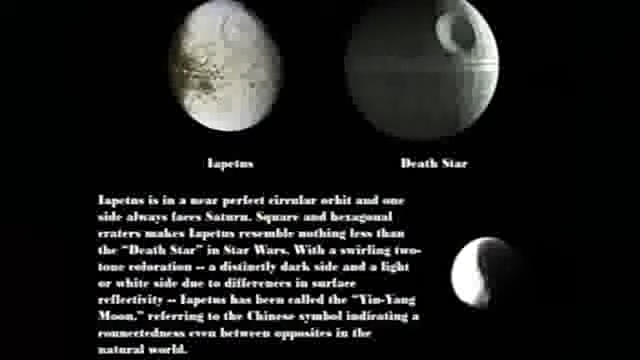 Iapetus
Death Star
Iapetus is in a near perfect circular orbit and one
side always faces Saturn. Square and hexagonal
craters makes Iapetus resemble nothing less than
the "Death Star" in Star Wars. With a swirling two-
tone coloration -- a distinctly dark side and a light
or white side due to differences in surface
reflectivity -- Iapetus has been called the "Yin-Yang
Moon," referring to the Chinese symbol indicating a
connectedness even between opposites in the
natural world.